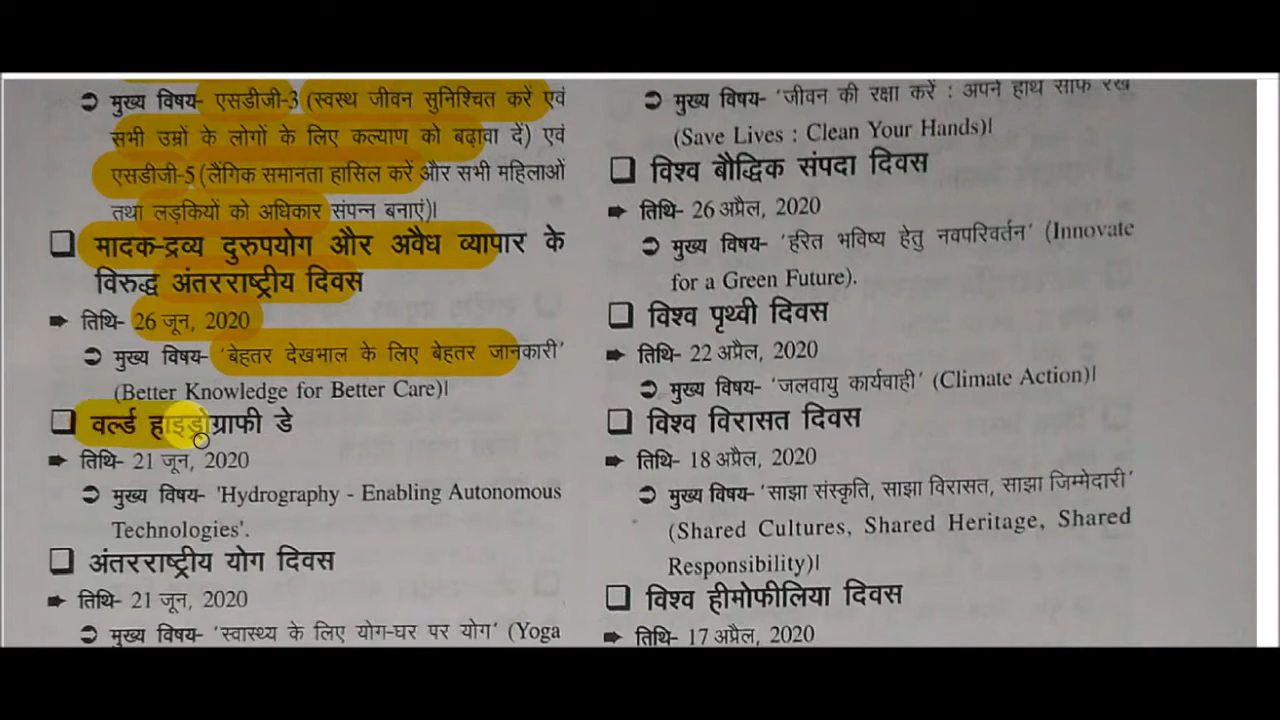 मुख्य विषय- एसडीजी-3 (स्वस्थ जीवन सुनिश्चित करें एवं
सभी उम्रों के लोगों के लिए कल्याण को बढ़ावा दें) एवं
एसडीजी-5 (लैंगिक समानता हासिल करें और सभी महिलाओं
तथा लड़कियों को अधिकार संपन्न बनाएं)।
मादक-द्रव्य दुरुपयोग और अवैध व्यापार के
विरुद्ध अंतरराष्ट्रीय दिवस
तिथि- 26 जून, 2020
मुख्य विषय- 'बेहतर देखभाल के लिए बेहतर जानकारी'
(Better Knowledge for Better Care)।
वर्ल्ड हाइड्रोग्राफी डे
तिथि- 21 जून, 2020
मुख्य विषय- 'Hydrography - Enabling Autonomous
Technologies'.
अंतरराष्ट्रीय योग दिवस
तिथि- 21 जून, 2020
मुख्य विषय- 'स्वास्थ्य के लिए योग-घर पर योग' (Yoga
मुख्य विषय- 'जीवन की रक्षा करें : अपने हाथ साफ रखें
(Save Lives : Clean Your Hands)।
विश्व बौद्धिक संपदा दिवस
तिथि- 26 अप्रैल, 2020
मुख्य विषय- 'हरित भविष्य हेतु नवपरिवर्तन' (Innovate
for a Green Future).
विश्व पृथ्वी दिवस
तिथि- 22 अप्रैल, 2020
मुख्य विषय- 'जलवायु कार्यवाही' (Climate Action)।
विश्व विरासत दिवस
तिथि- 18 अप्रैल, 2020
मुख्य विषय- 'साझा संस्कृति, साझा विरासत, साझा जिम्मेदारी'
(Shared Cultures, Shared Heritage, Shared
Responsibility)।
विश्व हीमोफीलिया दिवस
तिथि- 17 अप्रैल, 2020